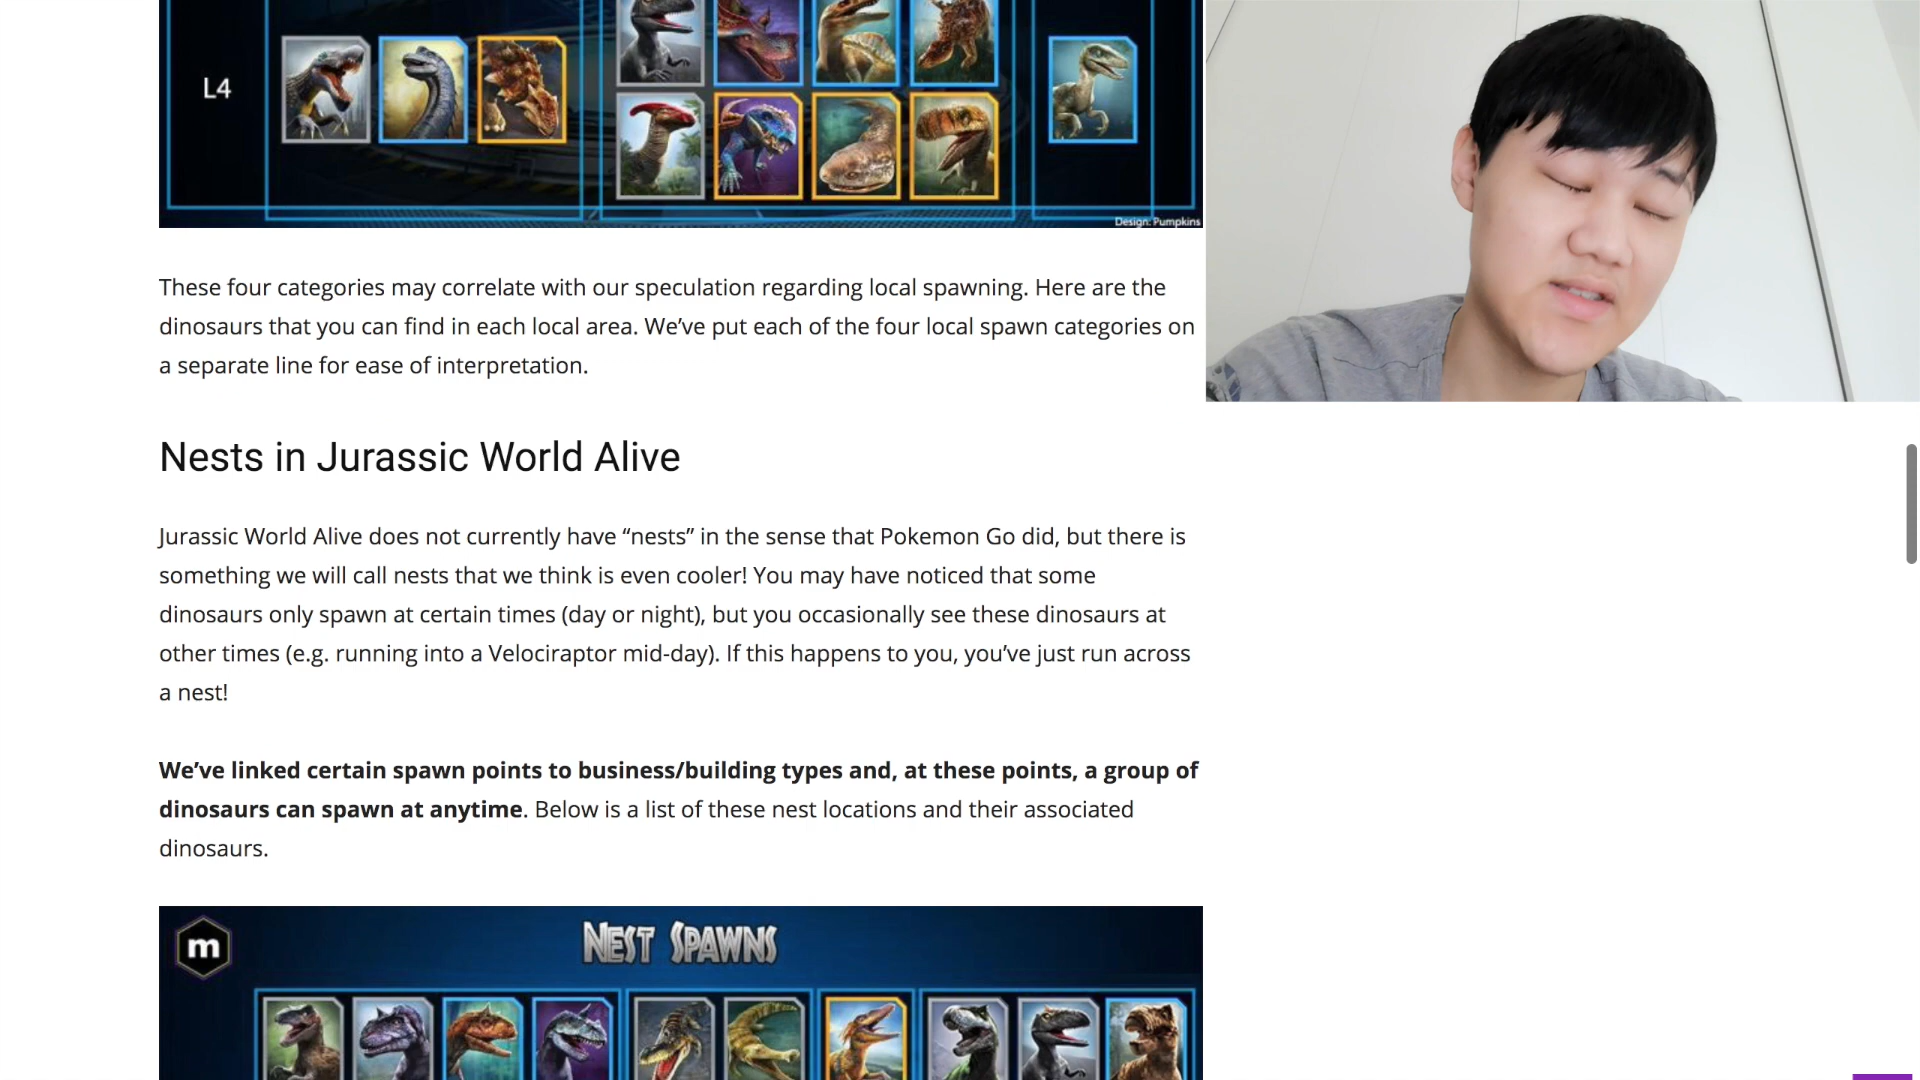 L4
Design: Pumpkins
These four categories may correlate with our speculation regarding local spawning. Here are the
dinosaurs that you can find in each local area. We’ve put each of the four local spawn categories on
a separate line for ease of interpretation.
Nests in Jurassic World Alive
Jurassic World Alive does not currently have “nests” in the sense that Pokemon Go did, but there is
something we will call nests that we think is even cooler! You may have noticed that some
dinosaurs only spawn at certain times (day or night), but you occasionally see these dinosaurs at
other times (e.g. running into a Velociraptor mid-day). If this happens to you, you’ve just run across
a nest!
We’ve linked certain spawn points to business/building types and, at these points, a group of
dinosaurs can spawn at anytime. Below is a list of these nest locations and their associated
dinosaurs.
m
NEST SPAWNS